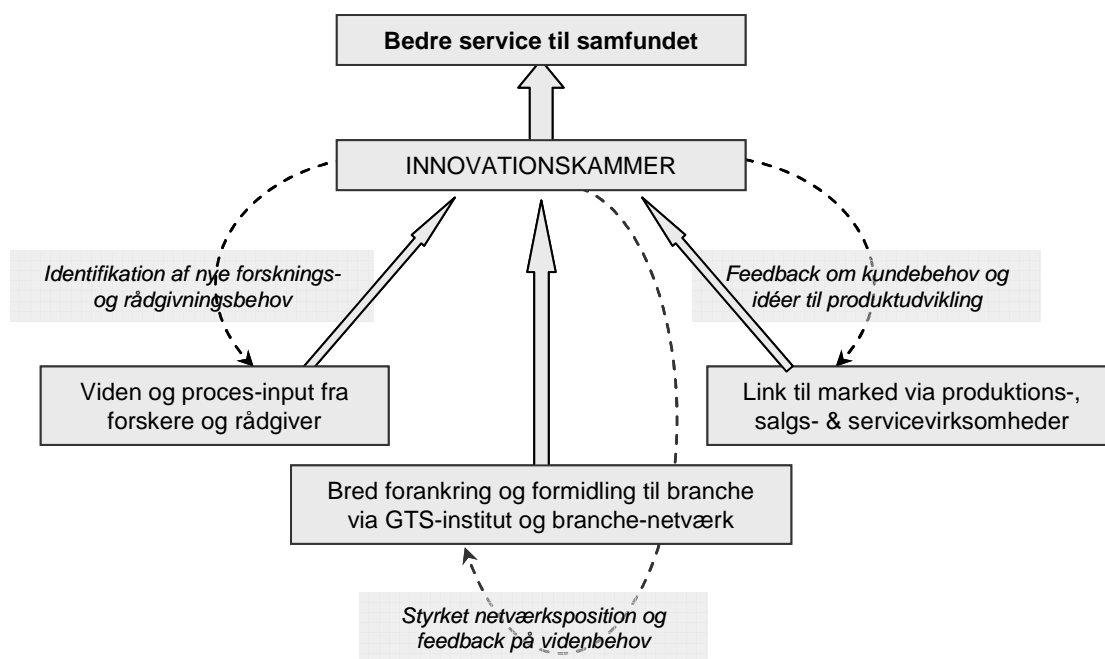 Bedre service til samfundet
INNOVATIONSKAMMER
Identifikation af nye forsknings-
og rådgivningsbehov
Feedback om kundebehov og
idéer til produktudvikling
Viden og proces-input fra
forskere og rådgiver
Link til marked via produktions-,
salgs- & servicevirksomheder
Bred forankring og formidling til branche
via GTS-institut og branche-netværk
Styrket netværksposition og
feedback på videnbehov